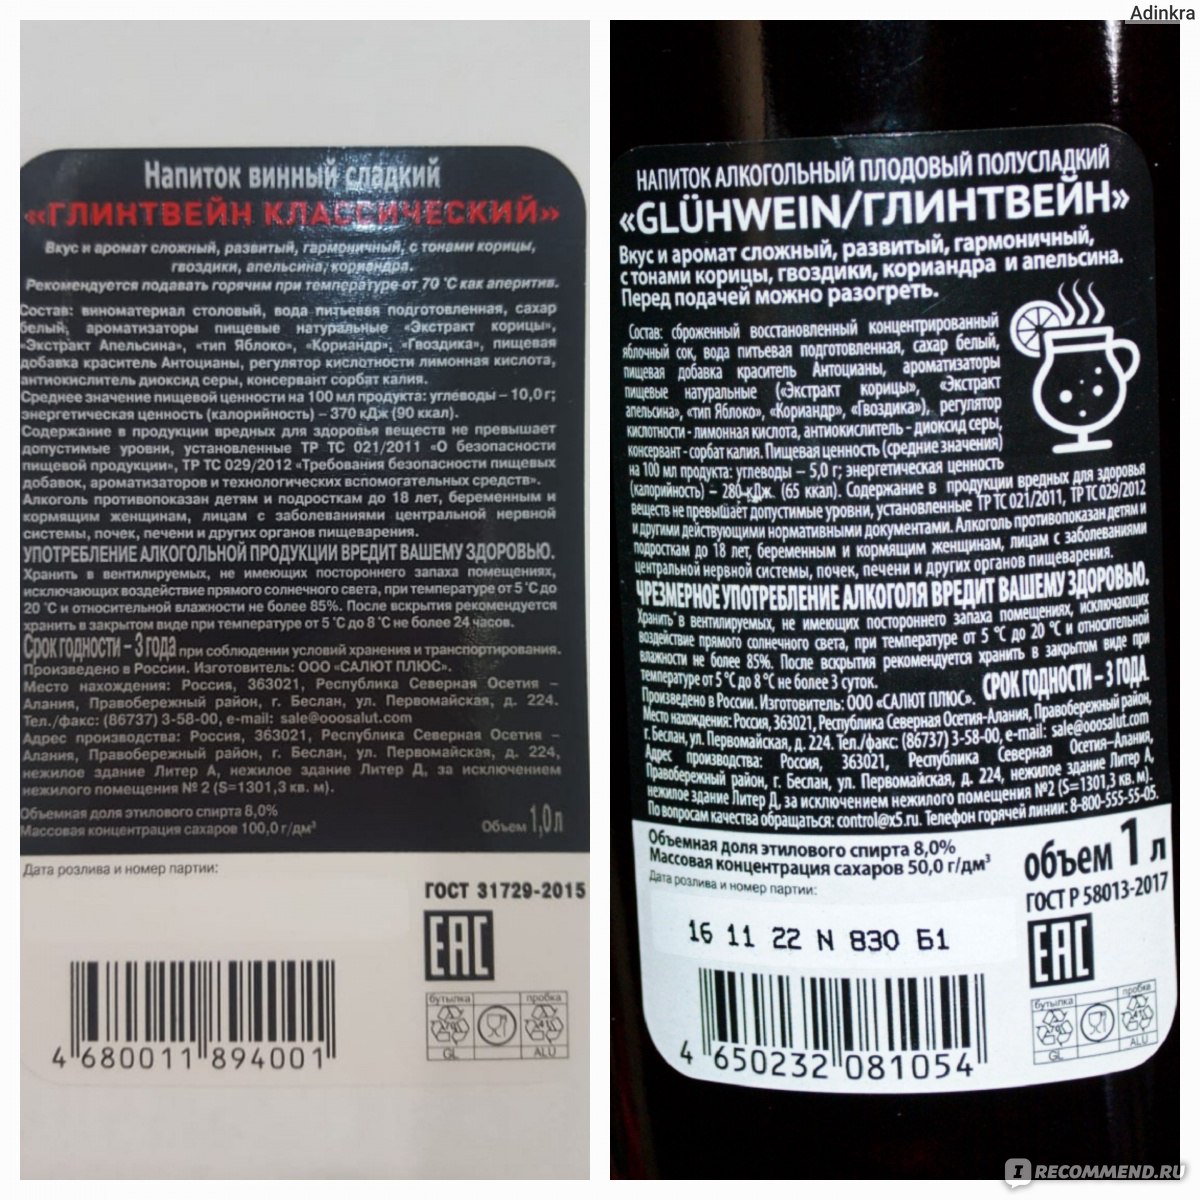 Adinkra
Напиток винный сладкий
«ГЛИНТВЕЙН КЛАССИЧЕСКИЙ»
Вкус и аромат сложный, развитый, гармоничный, с тонами корицы,
гвоздики, апельсина, кориандра.
Рекомендуется подавать горячим при температуре от 70 °С как аперитив.
Состав: виноматериал столовый, вода питьевая подготовленная, сахар
белый, ароматизаторы пищевые натуральные «Экстракт корицы»,
«Экстракт Апельсина», «тип Яблоко», «Кориандр», «Гвоздика», пищевая
добавка краситель Антоцианы, регулятор кислотности лимонная кислота,
антиокислитель диоксид серы, консервант сорбат калия.
Среднее значение пищевой ценности на 100 мл продукта: углеводы – 10,0 г;
энергетическая ценность (калорийность) – 370 кДж (90 ккал).
Содержание в продукции вредных для здоровья веществ не превышает
допустимые уровни, установленные ТР ТС 021/2011 «О безопасности
пищевой продукции», ТР ТС 029/2012 «Требования безопасности пищевых
добавок, ароматизаторов и технологических вспомогательных средств».
Алкоголь противопоказан детям и подросткам до 18 лет, беременным и
кормящим женщинам, лицам с заболеваниями центральной нервной
системы, почек, печени и других органов пищеварения.
УПОТРЕБЛЕНИЕ АЛКОГОЛЬНОЙ ПРОДУКЦИИ ВРЕДИТ ВАШЕМУ ЗДОРОВЬЮ.
Хранить в вентилируемых, не имеющих постороннего запаха помещениях,
исключающих воздействие прямого солнечного света, при температуре от 5 °С до
20 °С и относительной влажности не более 85%. После вскрытия рекомендуется
хранить в закрытом виде при температуре от 5 °С до 8 °С не более 24 часов.
Срок годности – 3 года при соблюдении условий хранения и транспортирования.
Произведено в России. Изготовитель: ООО «САЛЮТ ПЛЮС».
Место нахождения: Россия, 363021, Республика Северная Осетия –
Алания, Правобережный район, г. Беслан, ул. Первомайская, д. 224.
Тел./факс: (86737) 3-58-00, e-mail: sale@ooosalut.com
Адрес производства: Россия, 363021, Республика Северная Осетия –
Алания, Правобережный район, г. Беслан, ул. Первомайская, д. 224,
нежилое здание Литер А, нежилое здание Литер Д, за исключением
нежилого помещения № 2 (S=1301,3 кв. м).
Объемная доля этилового спирта 8,0%
Массовая концентрация сахаров 100,0 г/дм³
Объем 1,0 л
Дата розлива и номер партии:
ГОСТ 31729-2015
EAC
бутылка пробка
70 41
GL ALU
4 680011 894001
НАПИТОК АЛКОГОЛЬНЫЙ ПЛОДОВЫЙ ПОЛУСЛАДКИЙ
«GLÜHWEIN/ГЛИНТВЕЙН»
Вкус и аромат сложный, развитый, гармоничный,
с тонами корицы, гвоздики, кориандра и апельсина.
Перед подачей можно разогреть.
Состав: сброженный восстановленный концентрированный
яблочный сок, вода питьевая подготовленная, сахар белый,
пищевая добавка краситель Антоцианы, ароматизаторы
пищевые натуральные («Экстракт корицы», «Экстракт
апельсина», «тип Яблоко», «Кориандр», «Гвоздика»), регулятор
кислотности - лимонная кислота, антиокислитель - диоксид серы,
консервант - сорбат калия. Пищевая ценность (средние значения)
на 100 мл продукта: углеводы – 5,0 г; энергетическая ценность
(калорийность) – 280 кДж. (65 ккал). Содержание в продукции вредных для здоровья
веществ не превышает допустимые уровни, установленные ТР ТС 021/2011, ТР ТС 029/2012
и другими действующими нормативными документами. Алкоголь противопоказан детям и
подросткам до 18 лет, беременным и кормящим женщинам, лицам с заболеваниями
центральной нервной системы, почек, печени и других органов пищеварения.
ЧРЕЗМЕРНОЕ УПОТРЕБЛЕНИЕ АЛКОГОЛЯ ВРЕДИТ ВАШЕМУ ЗДОРОВЬЮ.
Хранить в вентилируемых, не имеющих постороннего запаха помещениях, исключающих
воздействие прямого солнечного света, при температуре от 5 °С до 20 °С и относительной
влажности не более 85%. После вскрытия рекомендуется хранить в закрытом виде при
температуре от 5 °С до 8 °С не более 3 суток. СРОК ГОДНОСТИ – 3 ГОДА.
Произведено в России. Изготовитель: ООО «САЛЮТ ПЛЮС».
Место нахождения: Россия, 363021, Республика Северная Осетия-Алания, Правобережный район,
г. Беслан, ул. Первомайская, д. 224. Тел./факс: (86737) 3-58-00, e-mail: sale@ooosalut.com
Адрес производства: Россия, 363021, Республика Северная Осетия–Алания,
Правобережный район, г. Беслан, ул. Первомайская, д. 224, нежилое здание Литер А,
нежилое здание Литер Д, за исключением нежилого помещения №2 (S=1301,3 кв. м).
По вопросам качества обращаться: control@x5.ru. Телефон горячей линии: 8-800-555-55-05.
Объемная доля этилового спирта 8,0%
Массовая концентрация сахаров 50,0 г/дм³
Дата розлива и номер партии:
объем 1 л
ГОСТ Р 58013-2017
16 11 22 N 830 Б1
EAC
бутылка пробка
70 41
GL ALU
4 650232 081054
IRECOMMEND.RU